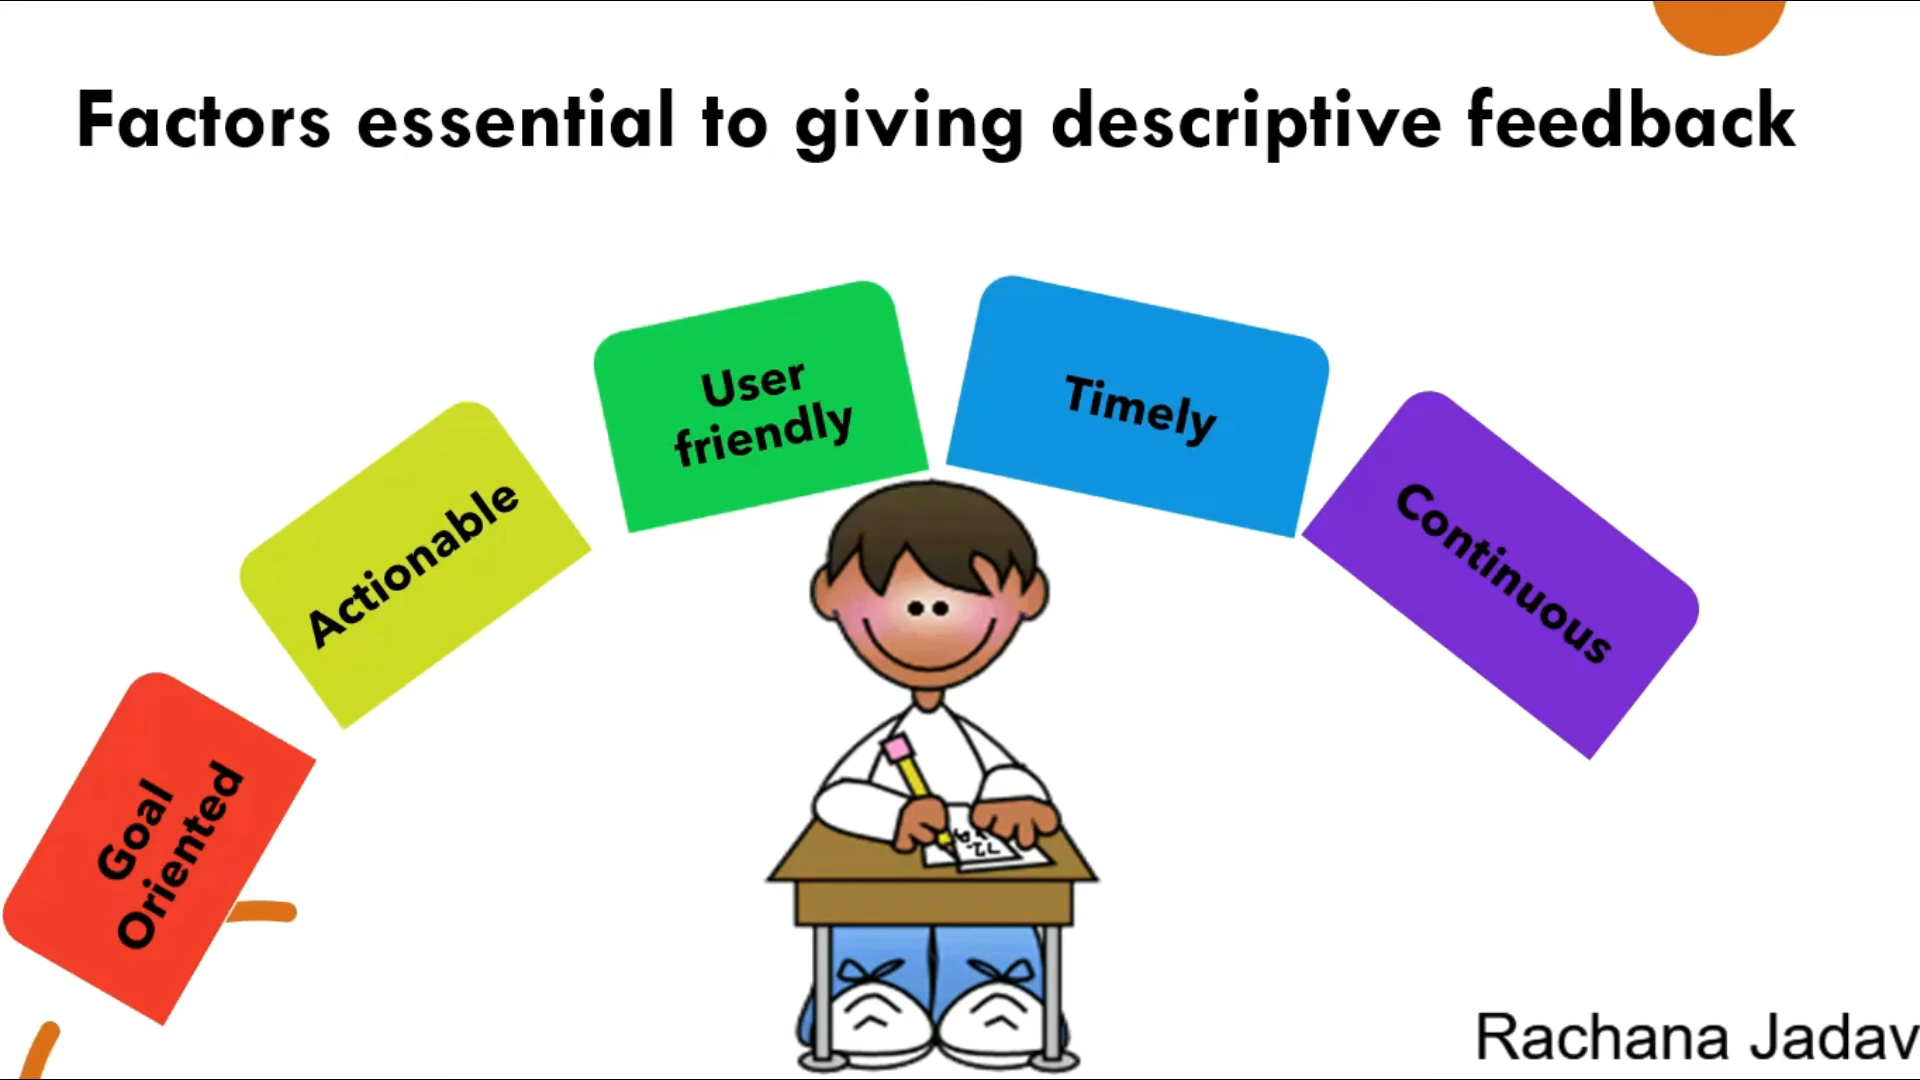 Factors essential to giving descriptive feedback
Goal
Oriented
Actionable
User
friendly
Timely
Continuous
Rachana Jadav